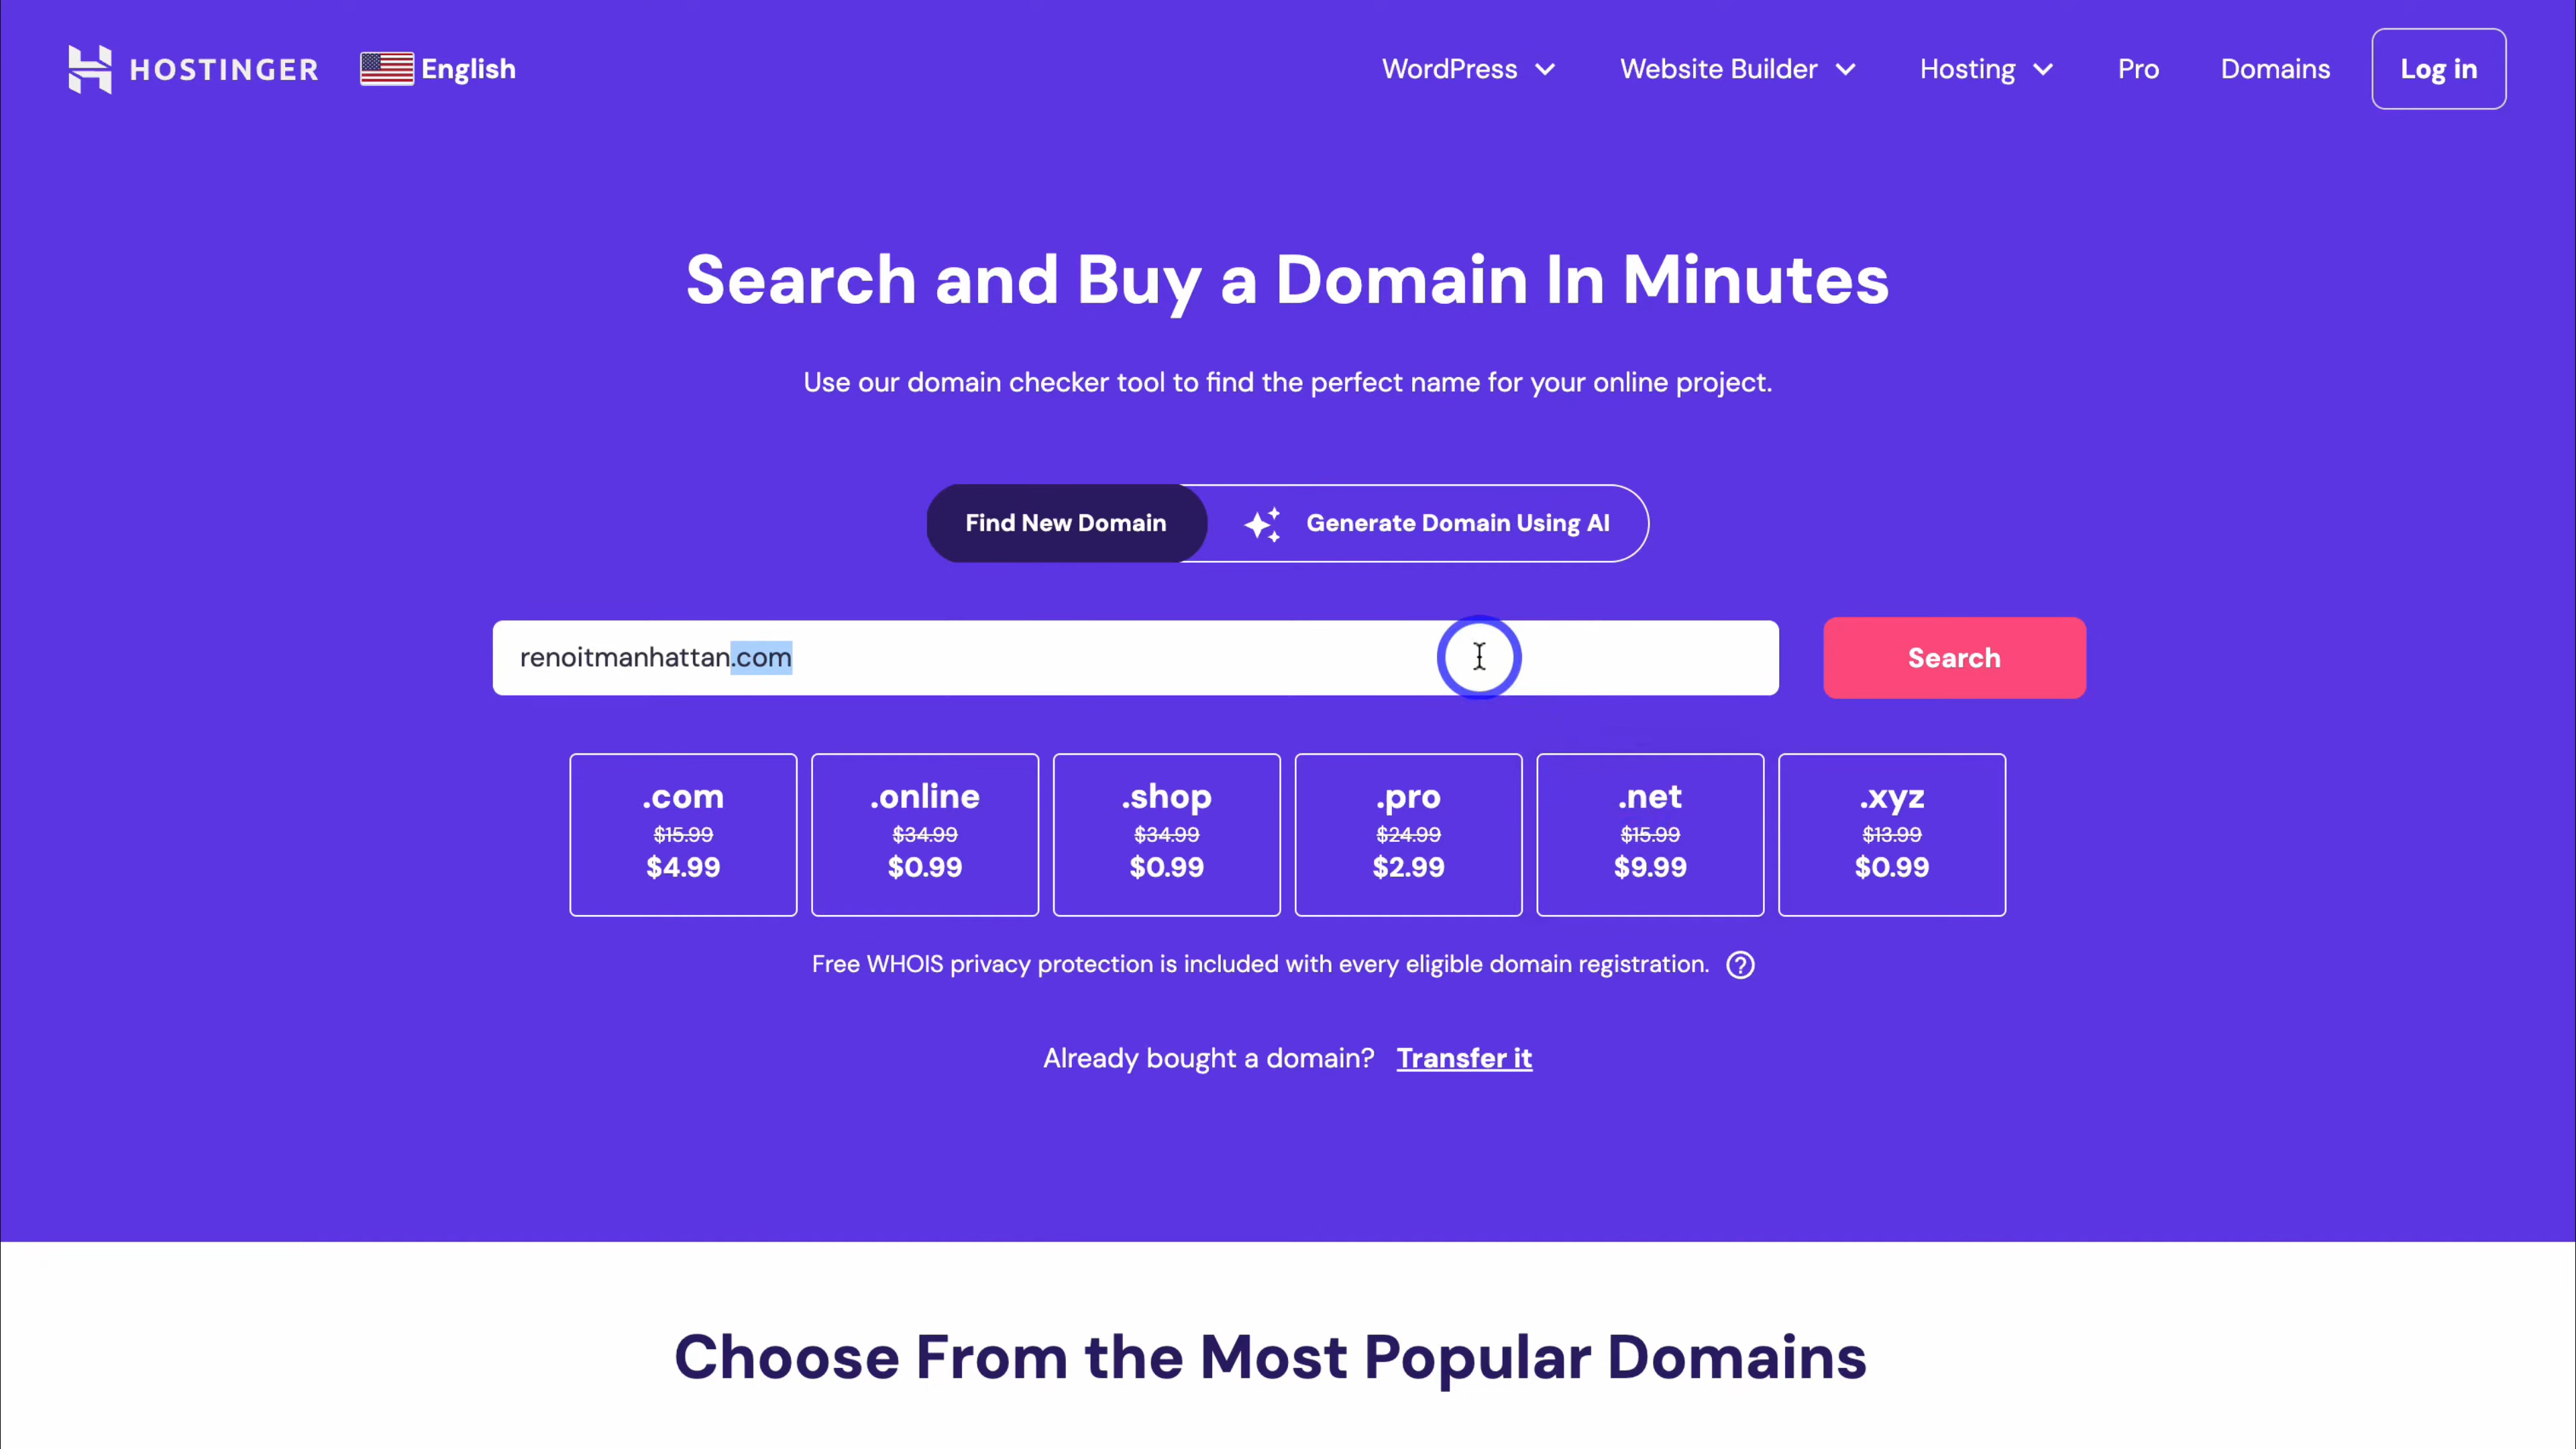 HOSTINGER English WordPress Website Builder Hosting Pro Domains Log in
Search and Buy a Domain In Minutes
Use our domain checker tool to find the perfect name for your online project.
Find New Domain Generate Domain Using AI
renoitmanhattan.com Search
.com .online .shop .pro .net .xyz
$15.99 $34.99 $34.99 $24.99 $15.99 $13.99
$4.99 $0.99 $0.99 $2.99 $9.99 $0.99
Free WHOIS privacy protection is included with every eligible domain registration. ?
Already bought a domain? Transfer it
Choose From the Most Popular Domains